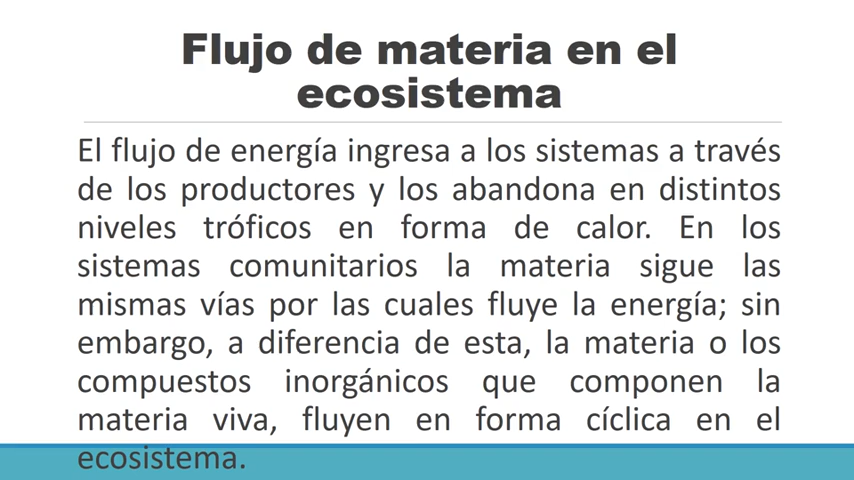 Flujo de materia en el
ecosistema
El flujo de energía ingresa a los sistemas a través
de los productores y los abandona en distintos
niveles tróficos en forma de calor. En los
sistemas comunitarios la materia sigue las
mismas vías por las cuales fluye la energía; sin
embargo, a diferencia de esta, la materia o los
compuestos inorgánicos que componen la
materia viva, fluyen en forma cíclica en el
ecosistema.